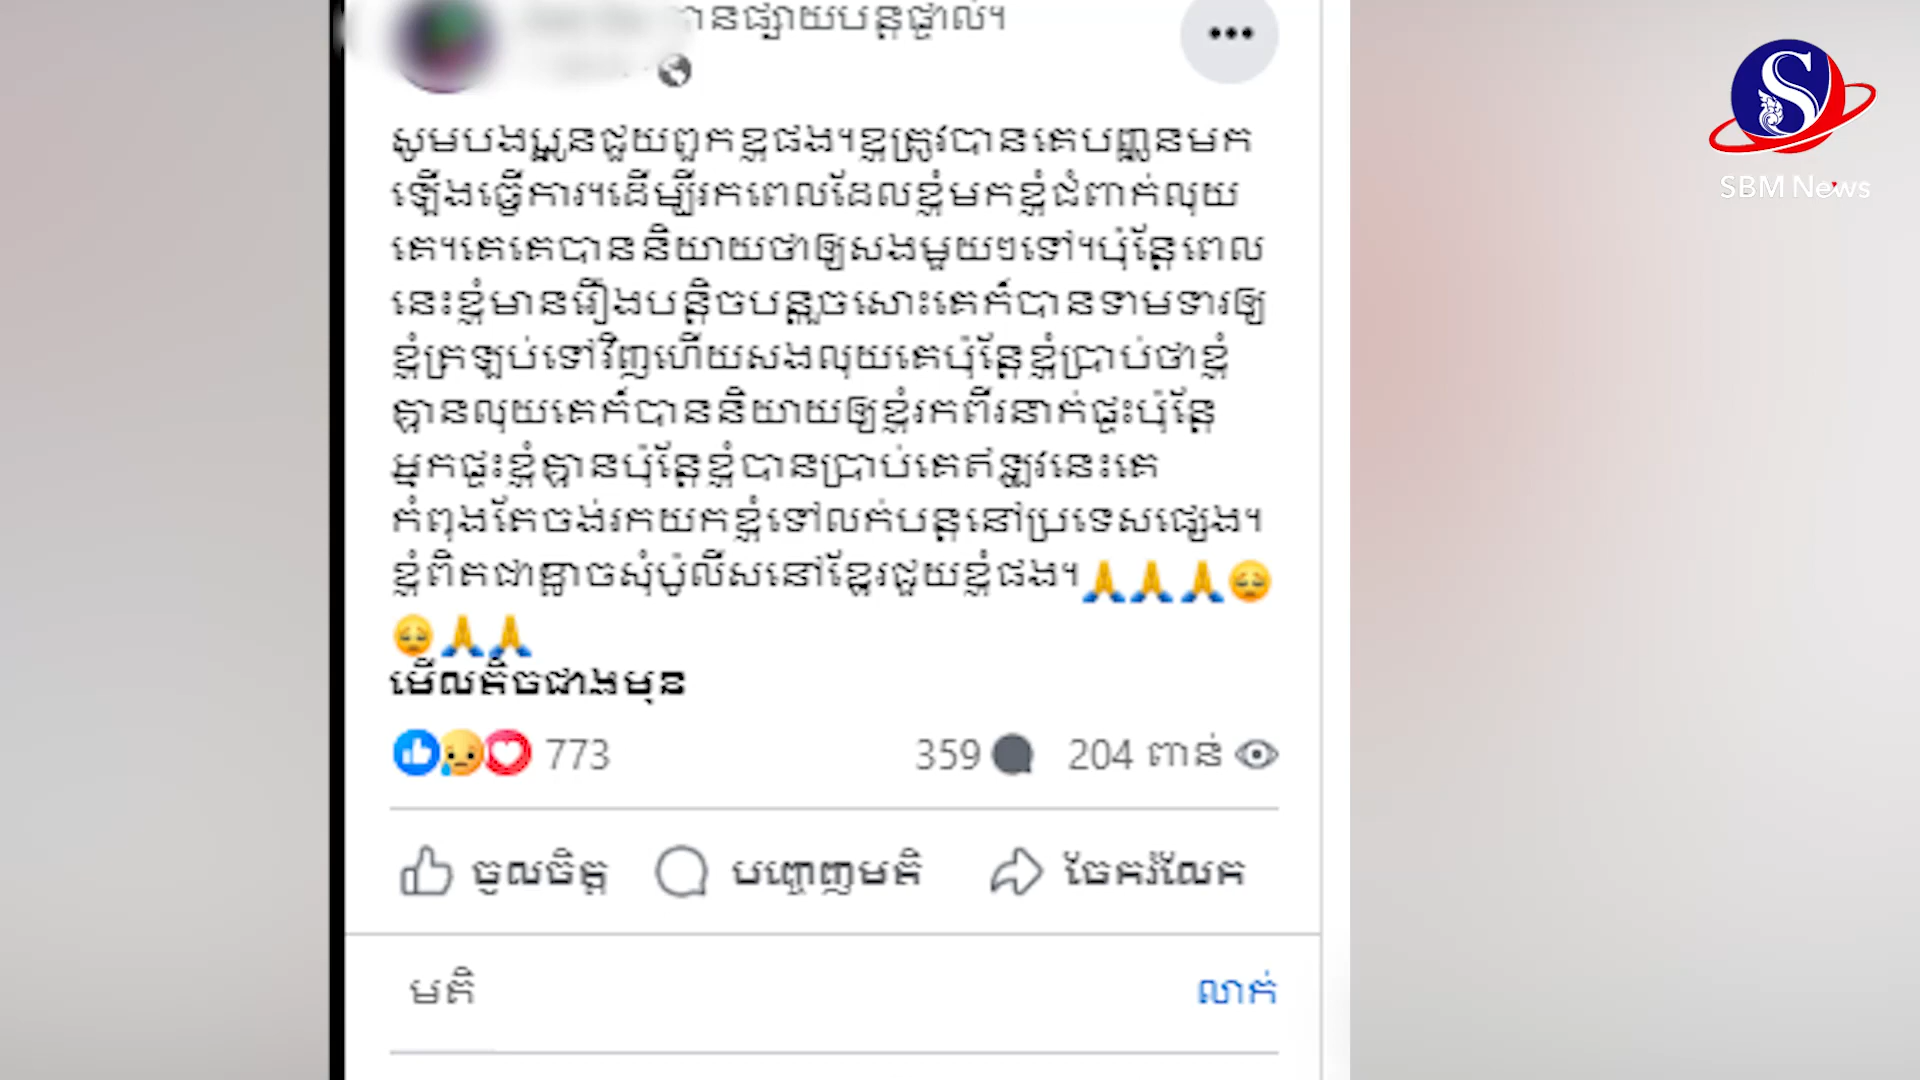 បានផ្សាយបន្តផ្ទាល់។
SBM News
សូមបងប្អូនជួយពួកខ្ញុផង។ខ្ញុត្រូវបានគេបញ្ជូនមក
ឡើងធ្វើការ។ដើម្បីរកពេលដែលខ្ញុំមកខ្ញុំជំពាក់លុយ
គេ។គេគេបាននិយាយថាឲ្យសងមួយៗទៅ។ប៉ុន្តែពេល
នេះខ្ញុំមានរឿងបន្តិចបន្តួចសោះគេក៏បានទាមទារឲ្យ
ខ្ញុំត្រឡប់ទៅវិញហើយសងលុយគេប៉ុន្តែខ្ញុំប្រាប់ថាខ្ញុំ
គ្មានលុយគេក៏បាននិយាយឲ្យខ្ញុំរកពីរនាក់ផ្ទះប៉ុន្តែ
អ្នកផ្ទះខ្ញុំគ្មានប៉ុន្តែខ្ញុំបានប្រាប់គេឥឡូវនេះគេ
កំពុងតែចង់រកយកខ្ញុំទៅលក់បន្តនៅប្រទេសផ្សេង។
ខ្ញុំពិតជាខ្លាចសុំប៉ូលីសនៅខ្មែរជួយខ្ញុំផង។🙏🙏🙏🥺
🥺🙏🙏
មើលតិចជាងមុន
773 359 204 ពាន់
ចូលចិត្ត បញ្ចេញមតិ ចែករំលែក
មតិ លាក់